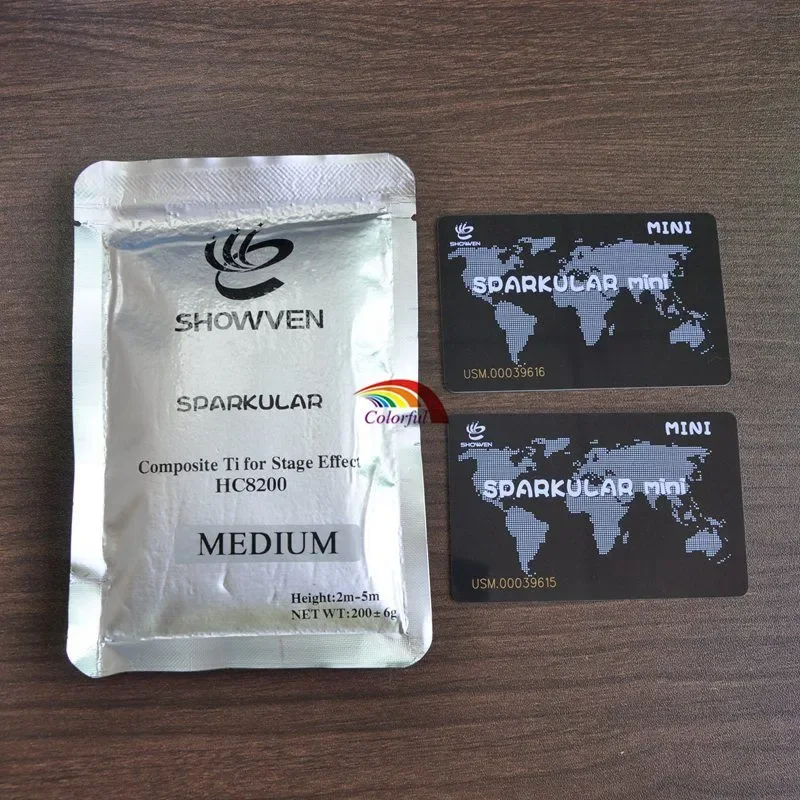 SHOWVEN
SPARKULAR
Composite Ti for Stage Effect
HC8200
MEDIUM
Height:2m-5m
NET WT:200±6g
Colorful
SHOWVEN
MINI
SPARKULAR mini
USM.00039616
SHOWVEN
MINI
SPARKULAR mini
USM.00039615